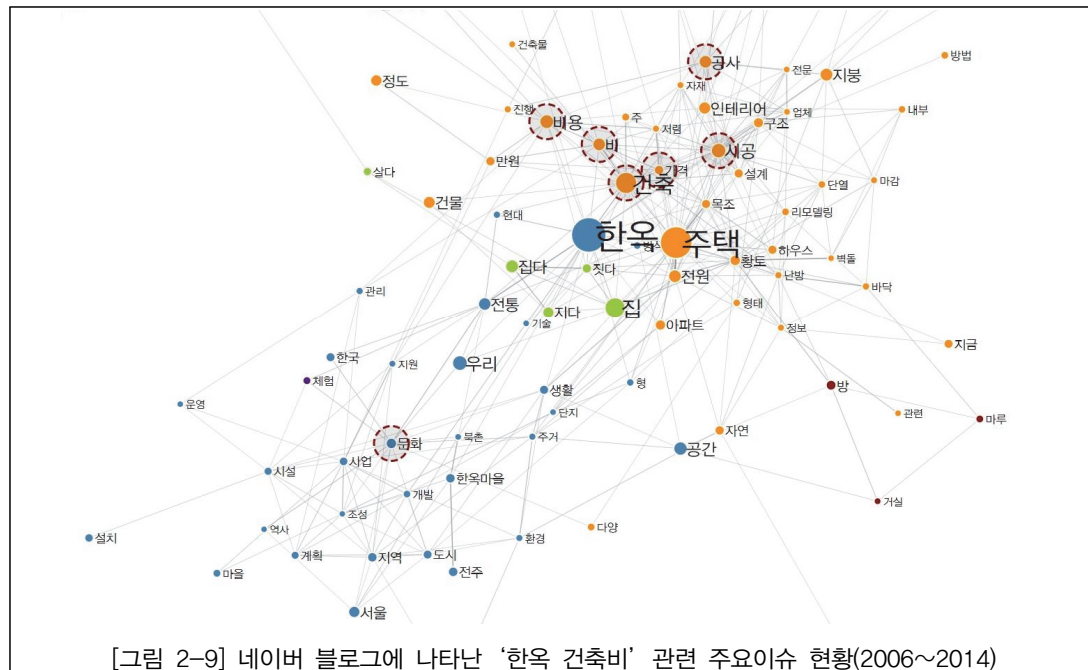 건축물
공사
방법
정도
자재
전문
지붕
진행
비용
주
인테리어
업체
구조
내부
저렴
비
시공
만원
가격
설계
살다
건축
단열
마감
건물
목조
리모델링
현대
한옥
주택
하우스
벽돌
황토
집다
짓다
전원
난방
바닥
관리
전통
지다
집
형태
기술
아파트
정보
지금
한국
지원
우리
체험
생활
형
방
운영
단지
관련
마루
문화
북촌
주거
자연
공간
시설
사업
한옥마을
개발
거실
조성
역사
다양
설치
환경
계획
지역
도시
마을
전주
서울
[그림 2-9] 네이버 블로그에 나타난 ‘한옥 건축비’ 관련 주요이슈 현황(2006~2014)